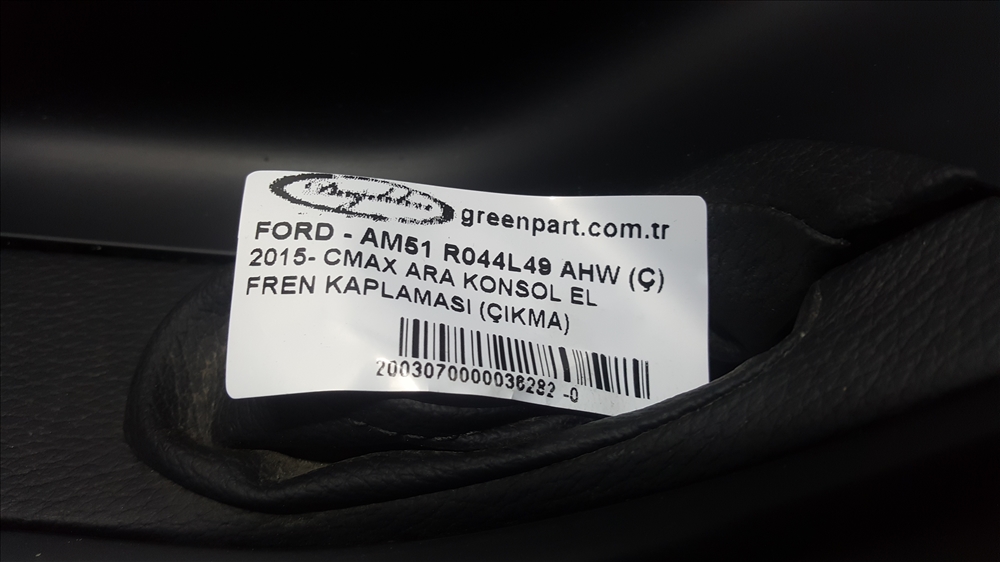 greenpart.com.tr
FORD - AM51 R044L49 AHW (Ç)
2015- CMAX ARA KONSOL EL
FREN KAPLAMASI (ÇIKMA)
2003070000036282 -0